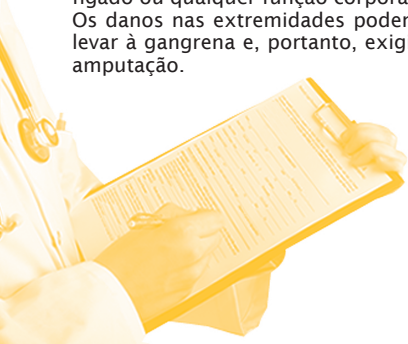 fígado ou qualquer função corpora
Os danos nas extremidades poder
levar à gangrena e, portanto, exig
amputação.